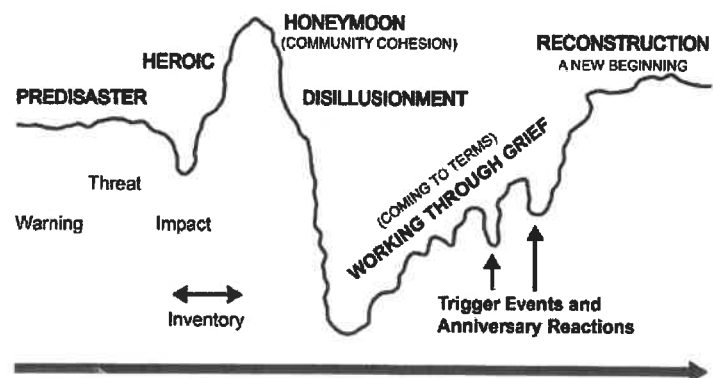 HONEYMOON
(COMMUNITY COHESION)
RECONSTRUCTION
A NEW BEGINNING
HEROIC
PREDISASTER
DISILLUSIONMENT
(COMING TO TERMS)
WORKING THROUGH GRIEF
Threat
Warning
Impact
Inventory
Trigger Events and
Anniversary Reactions